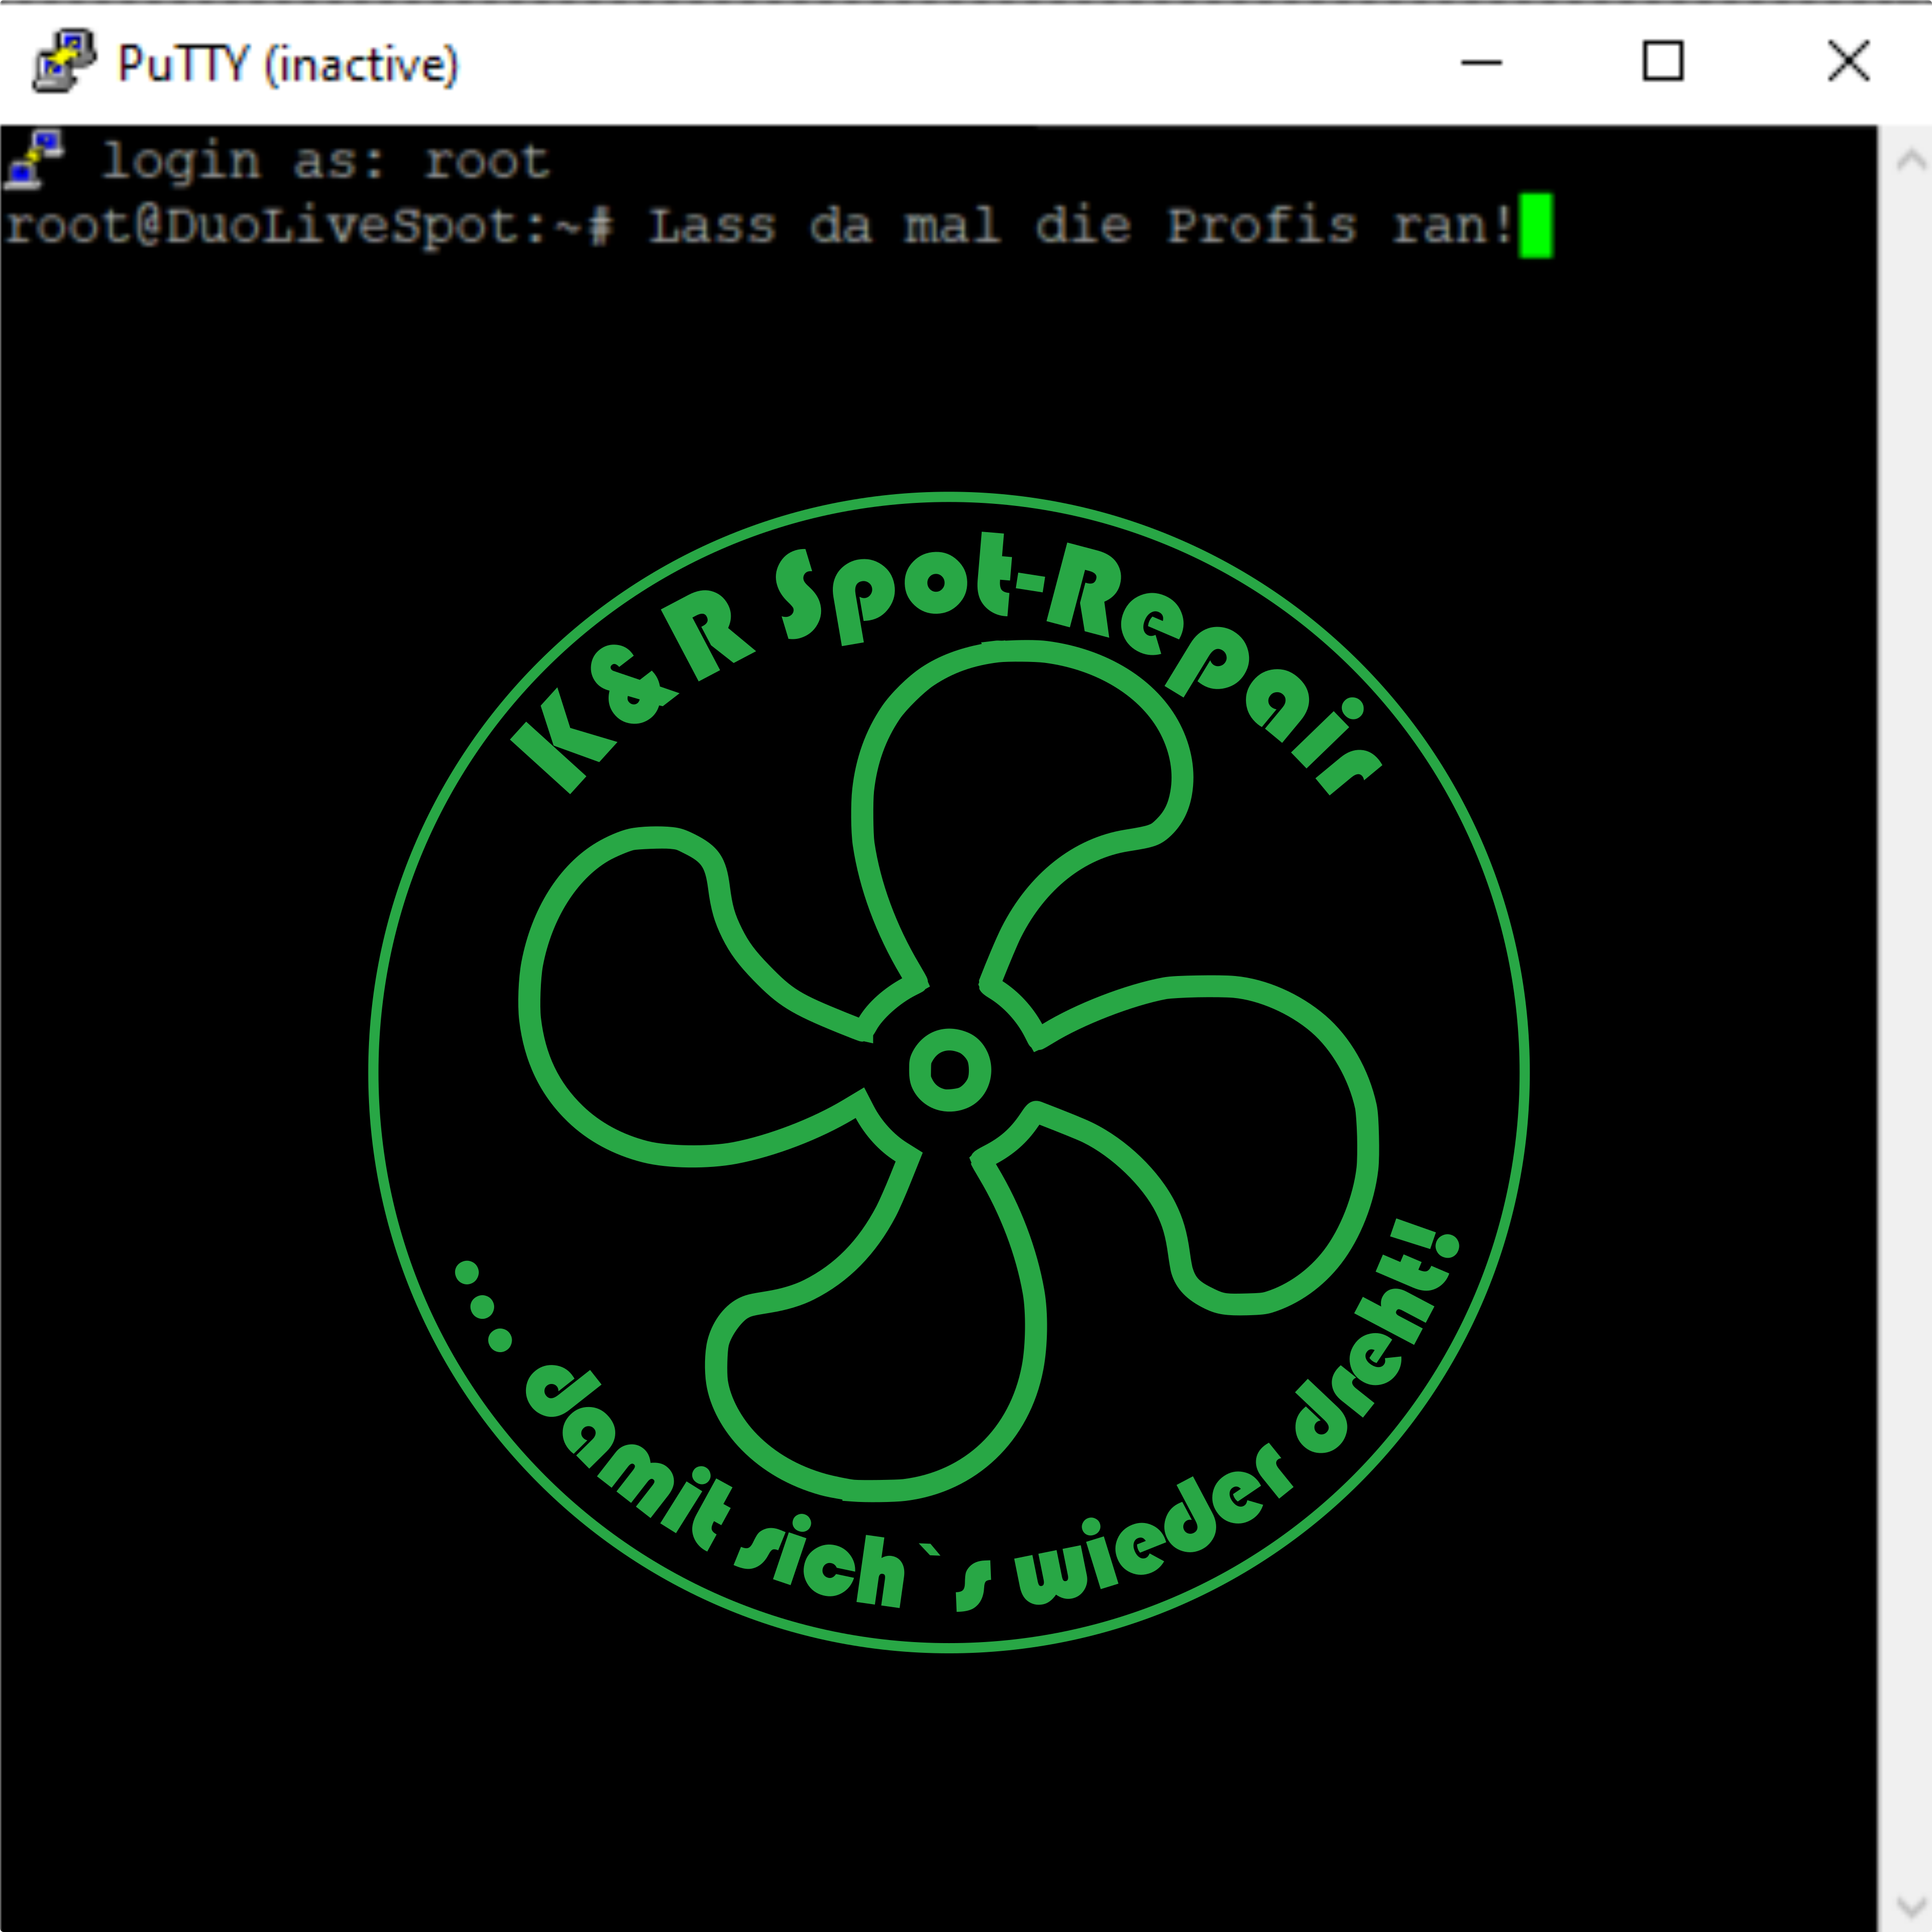 PuTTY (inactive)
login as: root
root@DuoLiveSpot:~# Lass da mal die Profis ran!
K & R Spot-Repair
... damit sich`s wieder dreht!